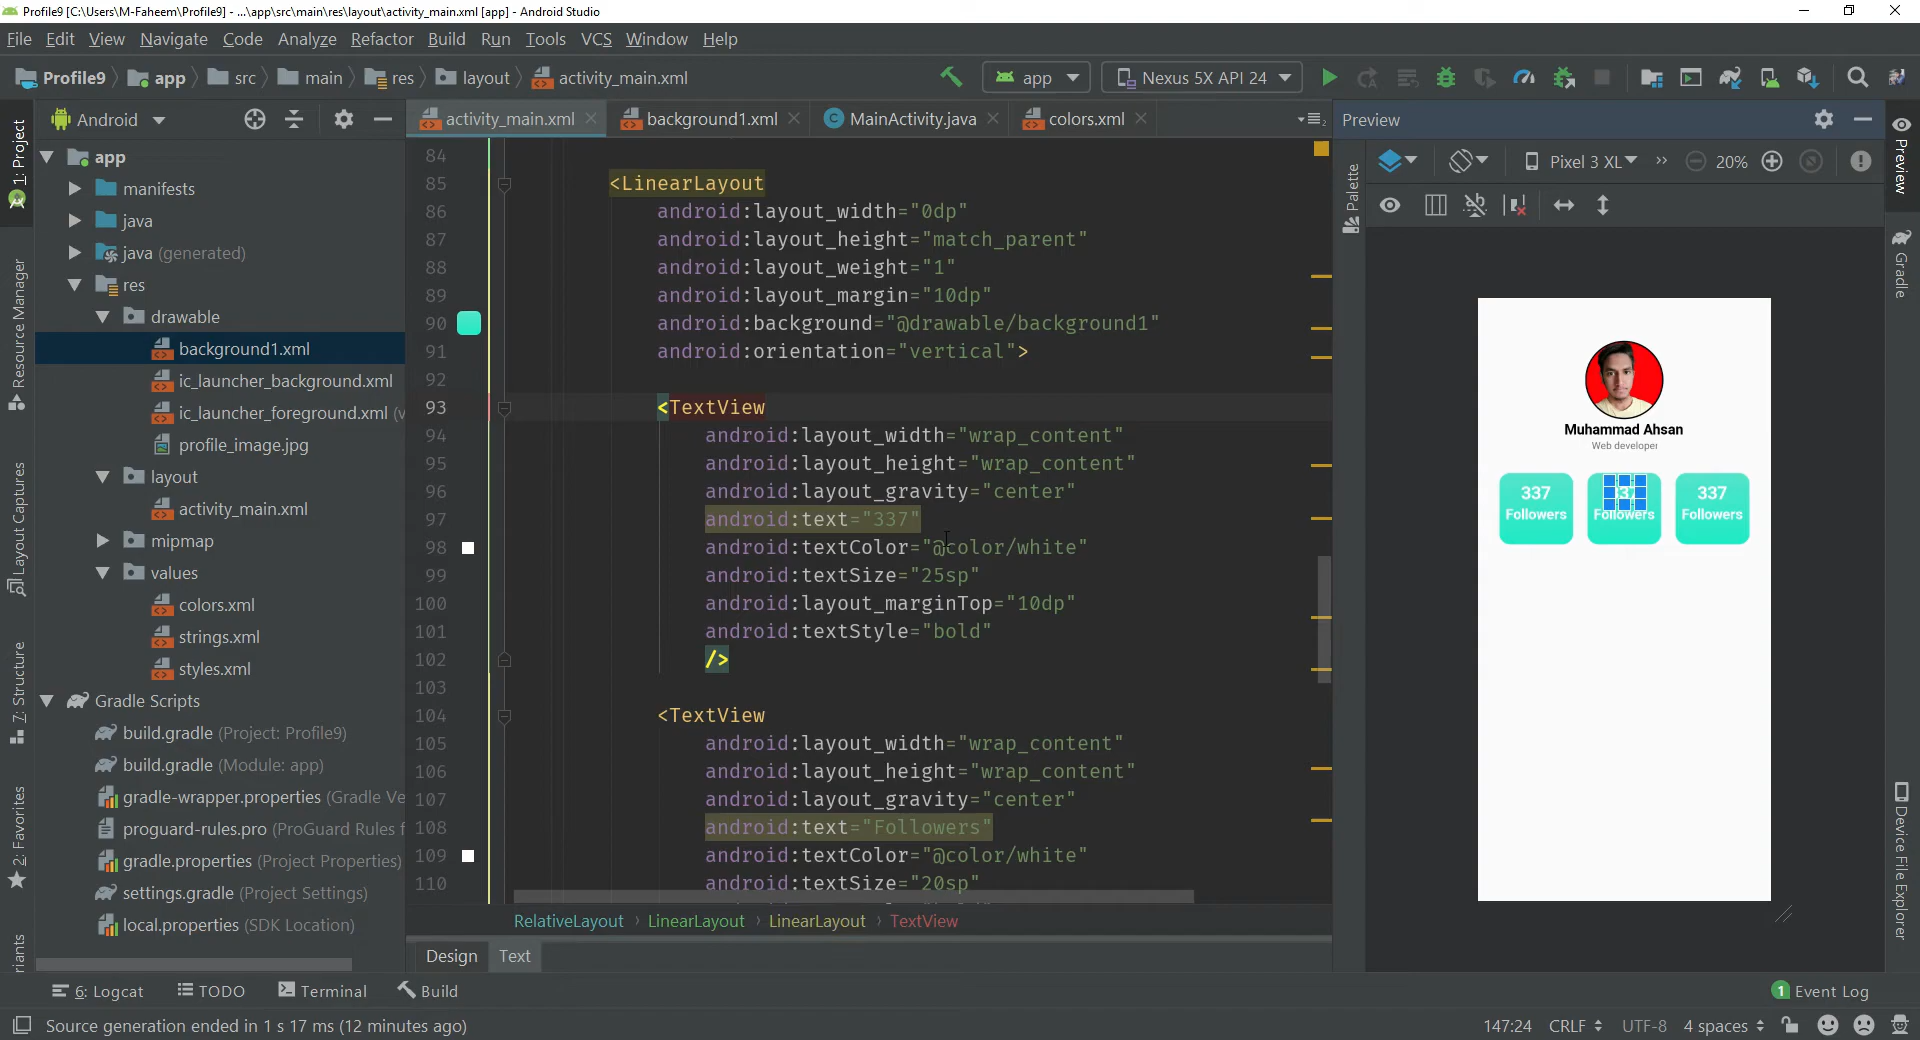 Profile9 [C:\Users\M-Faheem\Profile9] - ...\app\src\main\res\layout\activity_main.xml [app] - Android Studio
File Edit View Navigate Code Analyze Refactor Build Run Tools VCS Window Help
Profile9 app src main res layout activity_main.xml app Nexus 5X API 24
Android
activity_main.xml background1.xml MainActivity.java colors.xml
Preview
1: Project
Resource Manager
Layout Captures
7: Structure
2: Favorites
riants
app
manifests
java
java (generated)
res
drawable
background1.xml
ic_launcher_background.xml
ic_launcher_foreground.xml (v
profile_image.jpg
layout
activity_main.xml
mipmap
values
colors.xml
strings.xml
styles.xml
Gradle Scripts
build.gradle (Project: Profile9)
build.gradle (Module: app)
gradle-wrapper.properties (Gradle Ve
proguard-rules.pro (ProGuard Rules f
gradle.properties (Project Properties)
settings.gradle (Project Settings)
local.properties (SDK Location)
84
85 <LinearLayout
86 android:layout_width="0dp"
87 android:layout_height="match_parent"
88 android:layout_weight="1"
89 android:layout_margin="10dp"
90 android:background="@drawable/background1"
91 android:orientation="vertical">
92
93 <TextView
94 android:layout_width="wrap_content"
95 android:layout_height="wrap_content"
96 android:layout_gravity="center"
97 android:text="337"
98 android:textColor="@color/white"
99 android:textSize="25sp"
100 android:layout_marginTop="10dp"
101 android:textStyle="bold"
102 />
103
104 <TextView
105 android:layout_width="wrap_content"
106 android:layout_height="wrap_content"
107 android:layout_gravity="center"
108 android:text="Followers"
109 android:textColor="@color/white"
110 android:textSize="20sp"
RelativeLayout › LinearLayout › LinearLayout › TextView
Design Text
Palette
Pixel 3 XL 20%
Muhammad Ahsan
Web developer
337 337
Followers Followers Followers
Preview
Gradle
Device File Explorer
6: Logcat TODO Terminal Build
1 Event Log
Source generation ended in 1 s 17 ms (12 minutes ago)
147:24 CRLF UTF-8 4 spaces